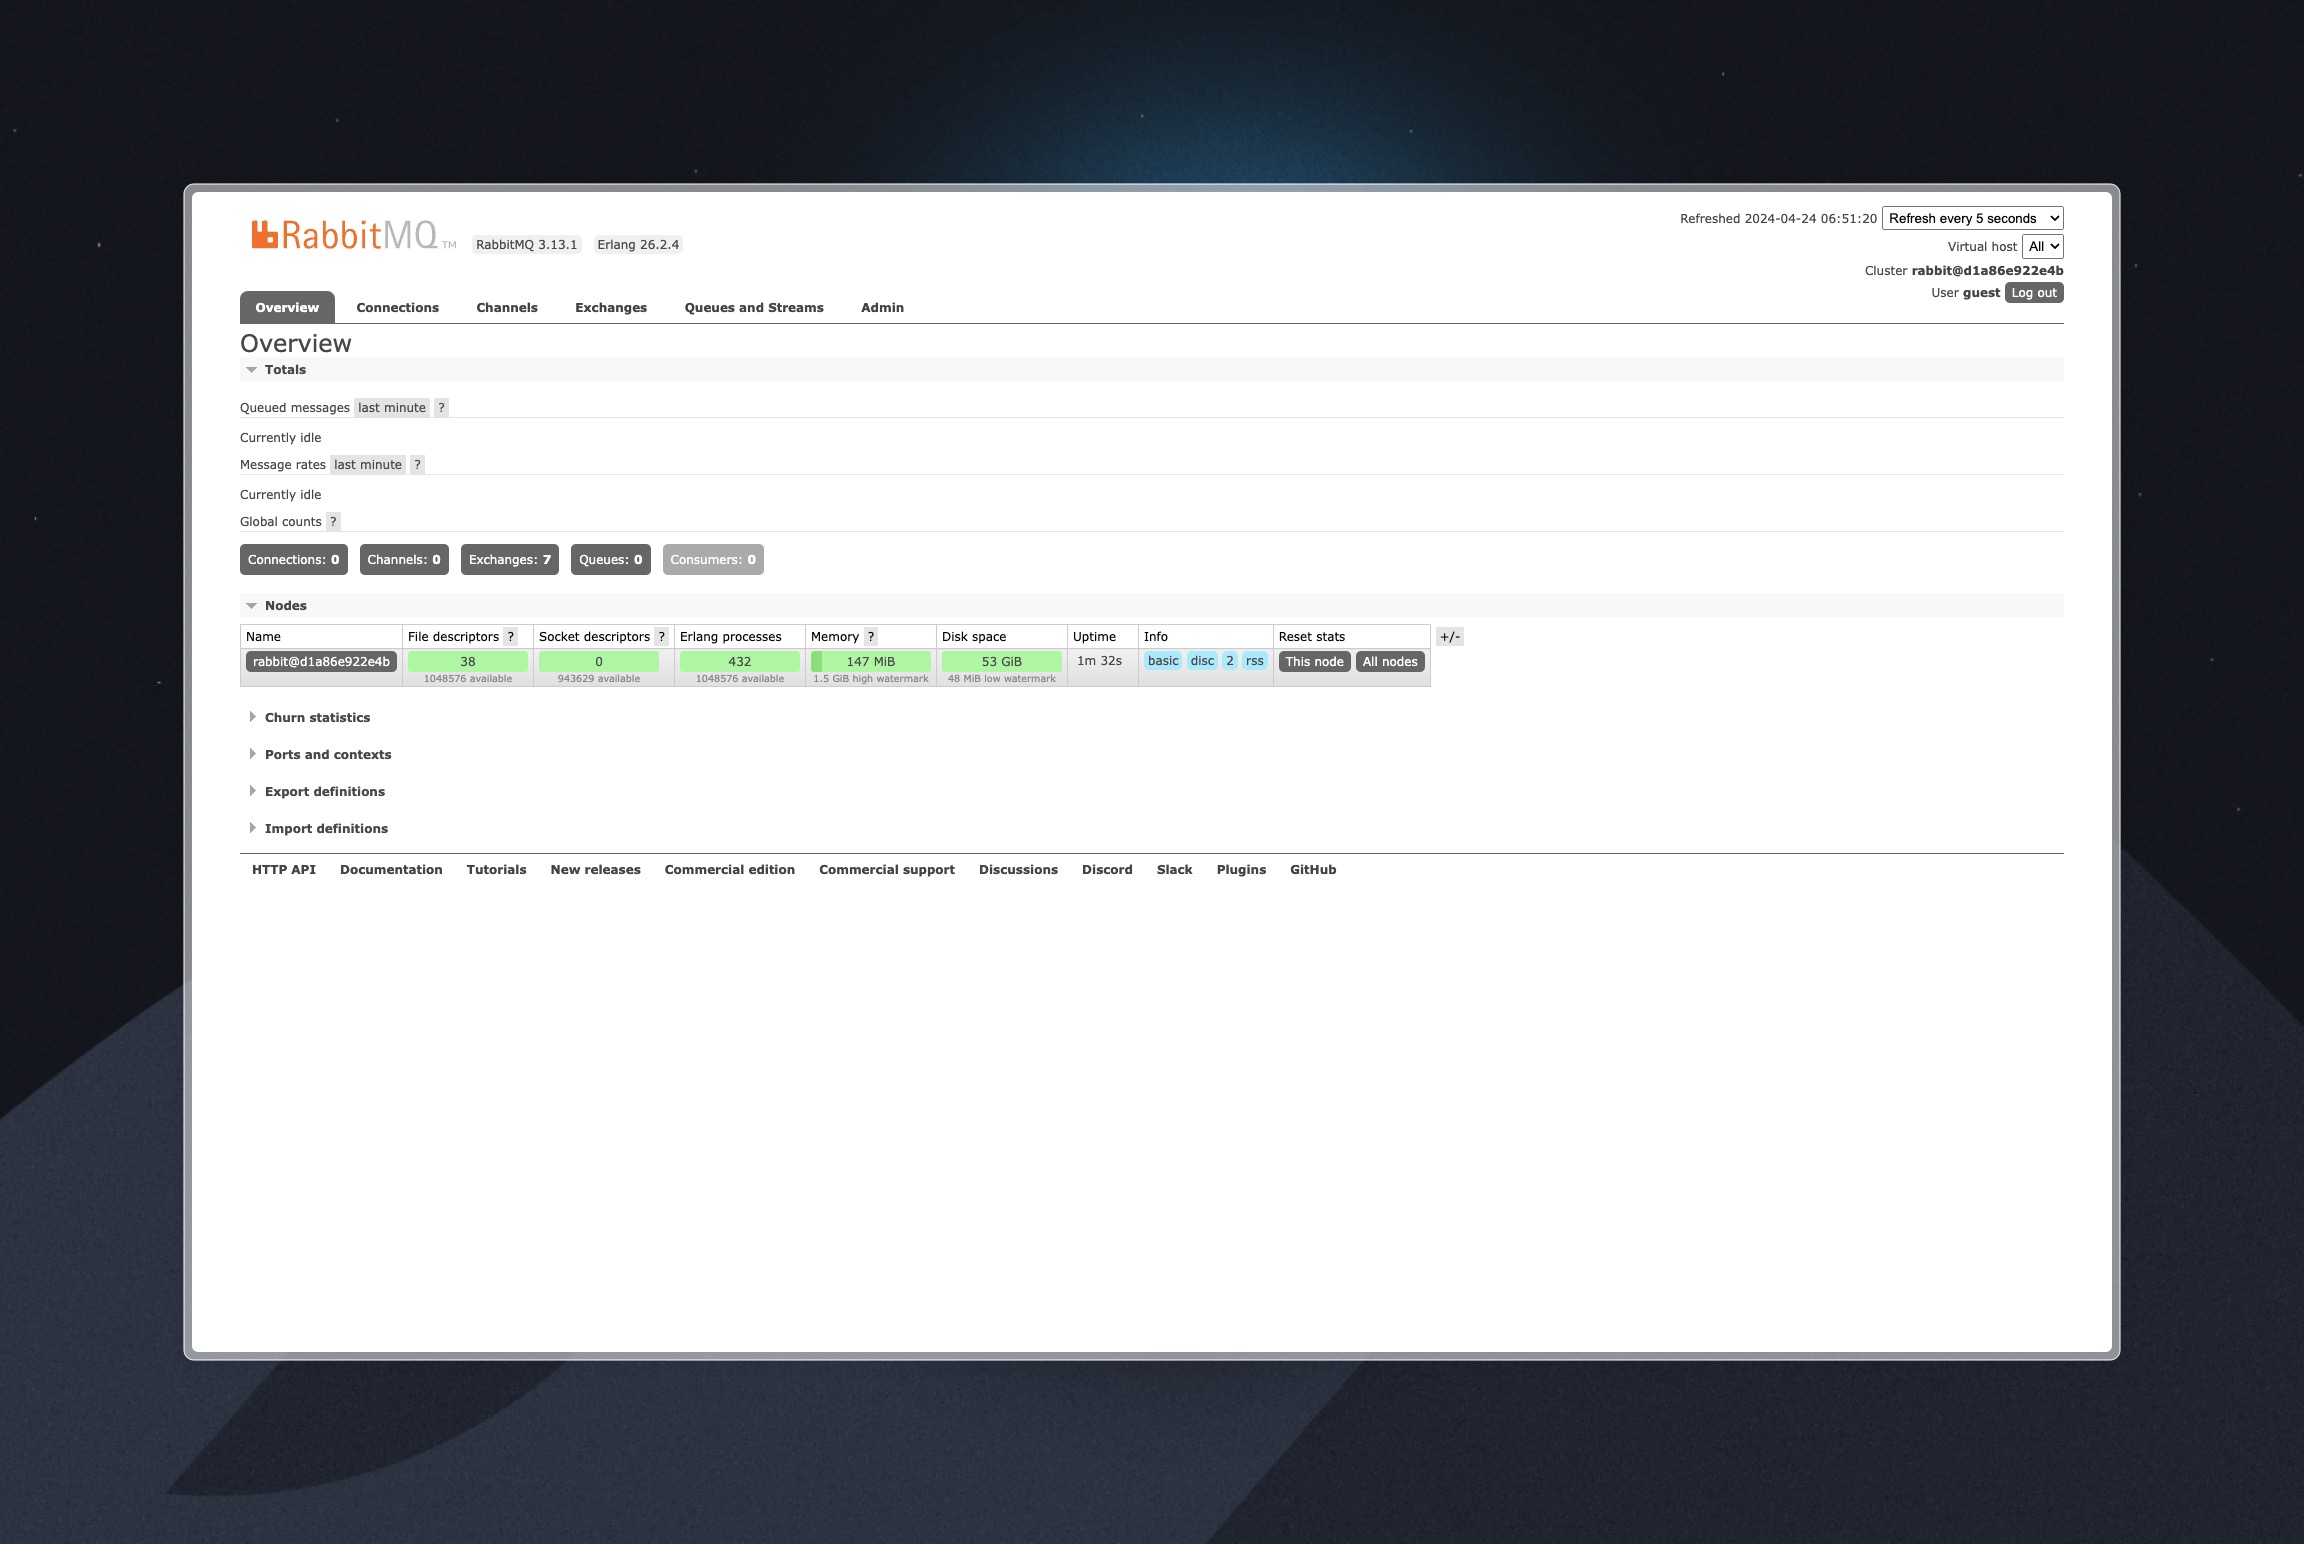 RabbitMQ TM RabbitMQ 3.13.1 Erlang 26.2.4
Refreshed 2024-04-24 06:51:20 Refresh every 5 seconds
Virtual host All
Cluster rabbit@d1a86e922e4b
User guest Log out
Overview Connections Channels Exchanges Queues and Streams Admin
Overview
Totals
Queued messages last minute ?
Currently idle
Message rates last minute ?
Currently idle
Global counts ?
Connections: 0 Channels: 0 Exchanges: 7 Queues: 0 Consumers: 0
Nodes
Name File descriptors ? Socket descriptors ? Erlang processes Memory ? Disk space Uptime Info Reset stats +/-
rabbit@d1a86e922e4b 38 0 432 147 MiB 53 GiB 1m 32s basic disc 2 rss This node All nodes
1048576 available 943629 available 1048576 available 1.5 GiB high watermark 48 MiB low watermark
Churn statistics
Ports and contexts
Export definitions
Import definitions
HTTP API Documentation Tutorials New releases Commercial edition Commercial support Discussions Discord Slack Plugins GitHub